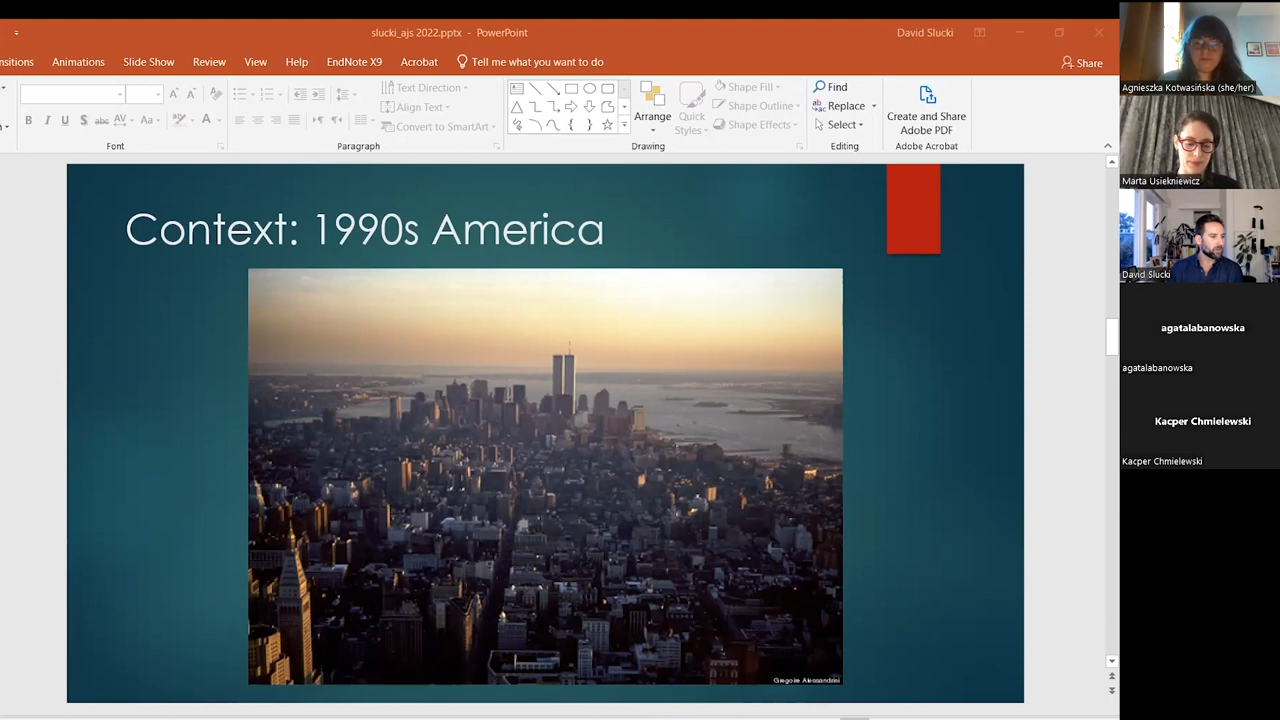 slucki_ajs 2022.pptx - PowerPoint
David Slucki
nsitions Animations Slide Show Review View Help EndNote X9 Acrobat Tell me what you want to do Share
Text Direction
Align Text
Convert to SmartArt
Arrange
Quick
Styles
Shape Fill
Shape Outline
Shape Effects
Find
Replace
Select
Create and Share
Adobe PDF
B I U S abc AV Aa A
Font
Paragraph
Drawing
Editing
Adobe Acrobat
Context: 1990s America
Gregoire Alessandrini
Agnieszka Kotwasińska (she/her)
Marta Usiekniewicz
David Slucki
agatalabanowska
agatalabanowska
Kacper Chmielewski
Kacper Chmielewski